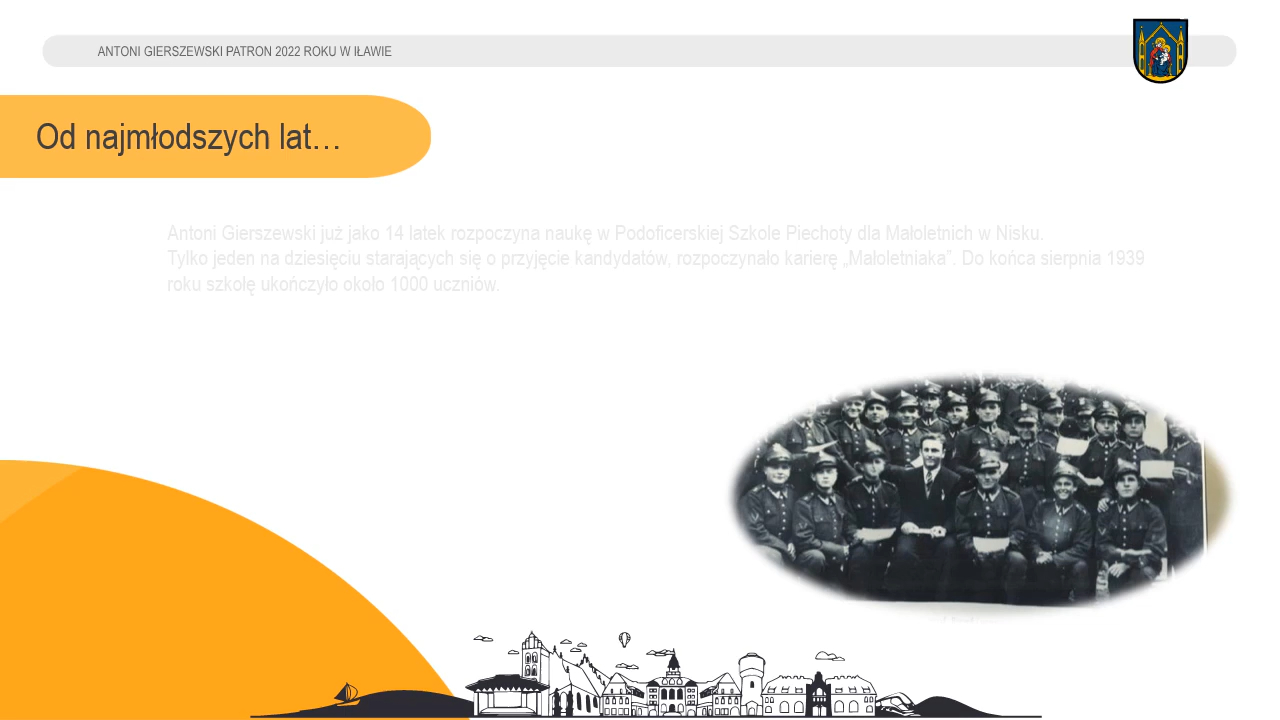 ANTONI GIERSZEWSKI PATRON 2022 ROKU W IŁAWIE
Od najmłodszych lat…
Antoni Gierszewski już jako 14 latek rozpoczyna naukę w Podoficerskiej Szkole Piechoty dla Małoletnich w Nisku.
Tylko jeden na dziesięciu starających się o przyjęcie kandydatów, rozpoczynało karierę „Małoletniaka”. Do końca sierpnia 1939
roku szkołę ukończyło około 1000 uczniów.